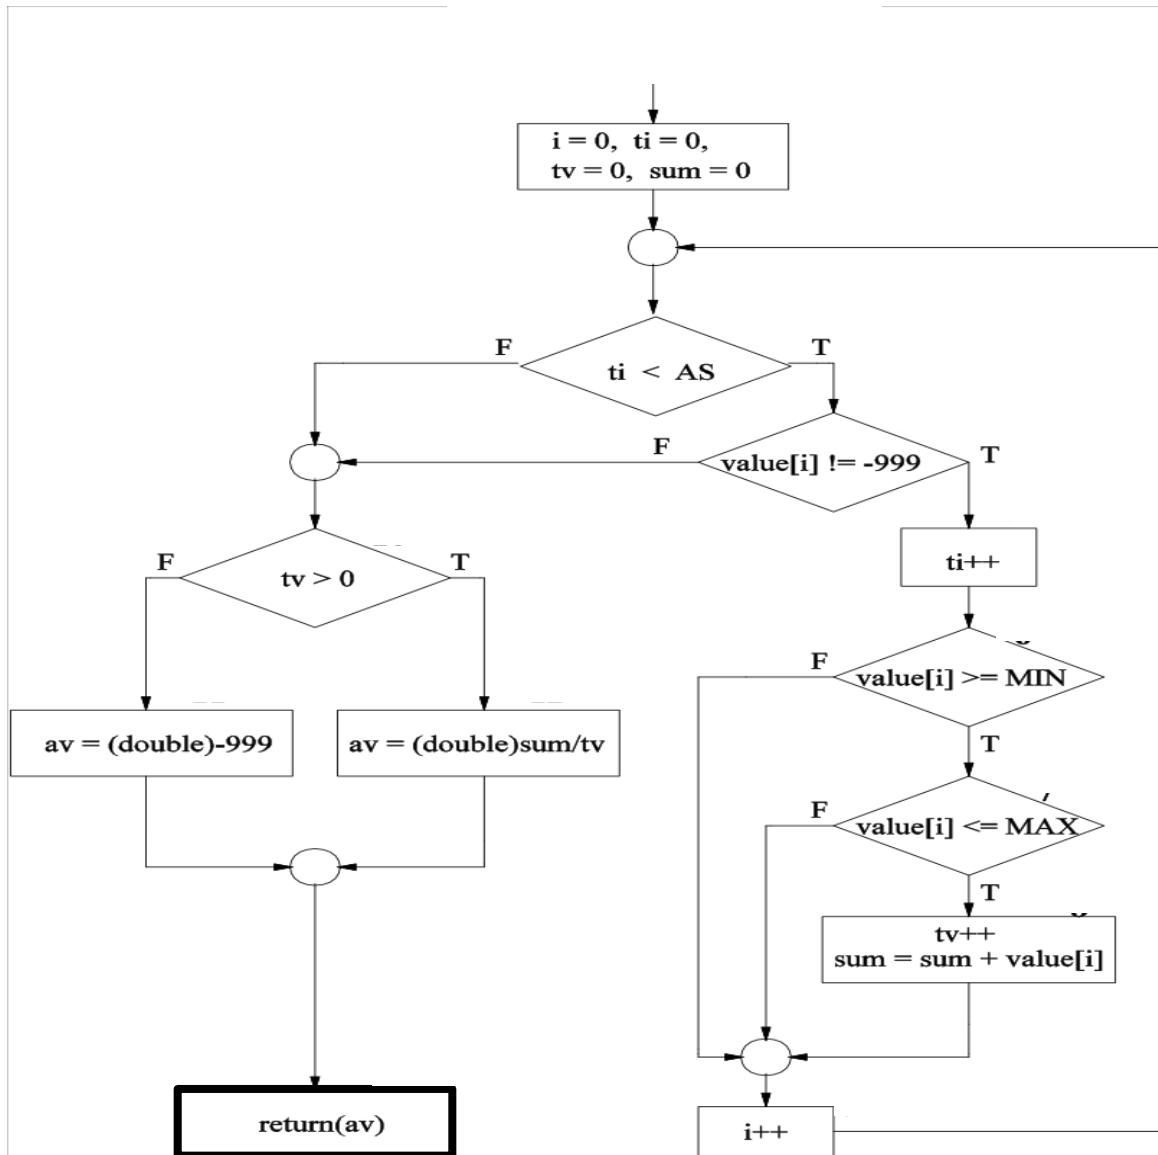 i = 0, ti = 0,
tv = 0, sum = 0
F
T
ti < AS
F
value[i] != -999
T
F
tv > 0
T
ti++
F
value[i] >= MIN
T
av = (double)-999
av = (double)sum/tv
F
value[i] <= MAX
T
tv++
sum = sum + value[i]
return(av)
i++